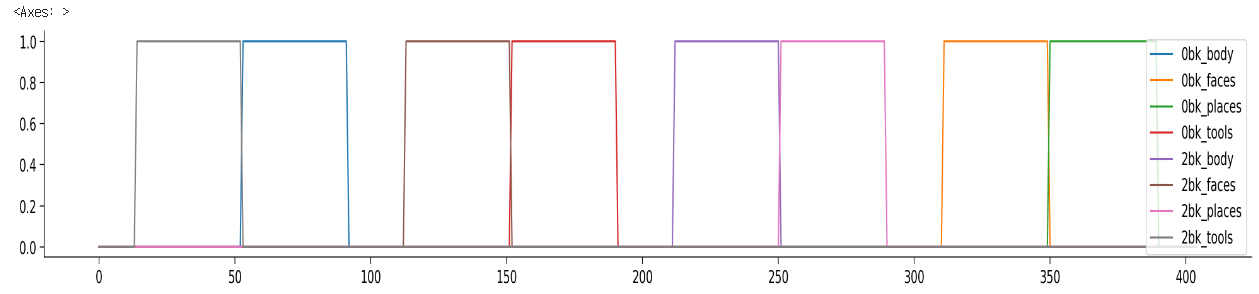 <Axes: >
1.0
0.8
0.6
0.4
0.2
0.0
0 50 100 150 200 250 300 350 400
0bk_body
0bk_faces
0bk_places
0bk_tools
2bk_body
2bk_faces
2bk_places
2bk_tools